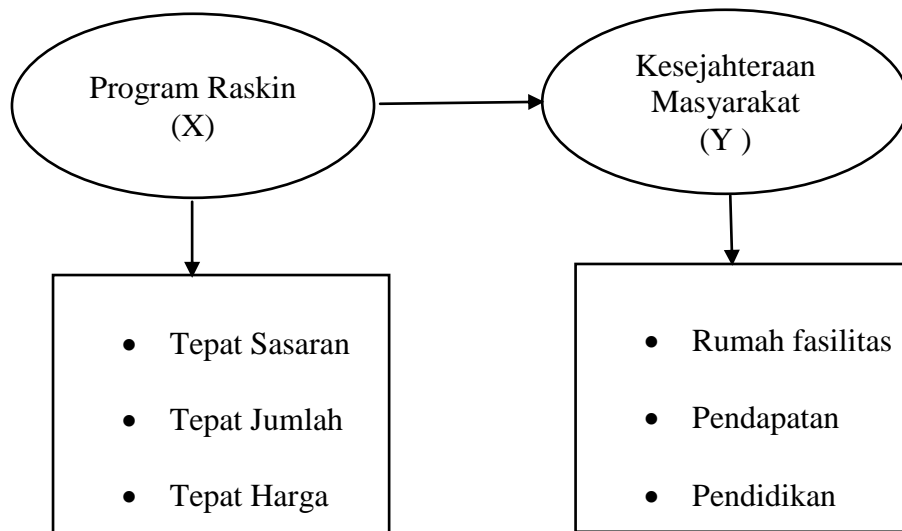 Program Raskin
(X)
Kesejahteraan
Masyarakat
(Y )
• Tepat Sasaran
• Tepat Jumlah
• Tepat Harga
• Rumah fasilitas
• Pendapatan
• Pendidikan